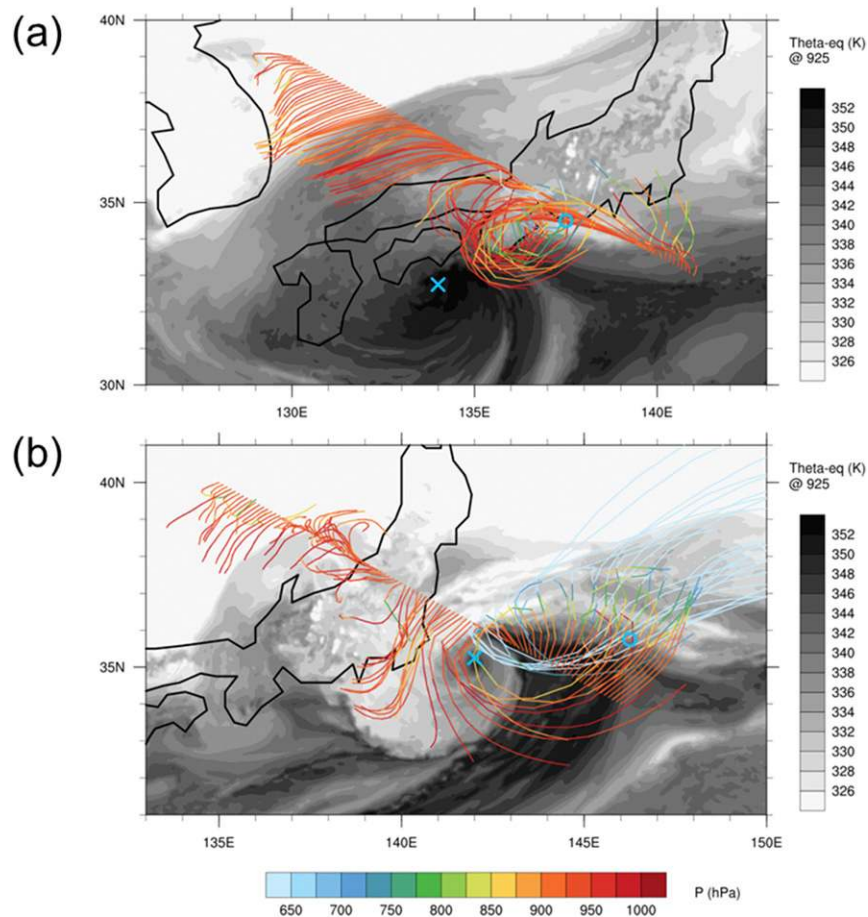 (a)
40N
35N
30N
130E 135E 140E
Theta-eq (K)
@ 925
352
350
348
346
344
342
340
338
336
334
332
330
328
326
(b)
40N
35N
135E 140E 145E 150E
Theta-eq (K)
@ 925
352
350
348
346
344
342
340
338
336
334
332
330
328
326
650 750 850 950
700 800 900 1000
P (hPa)